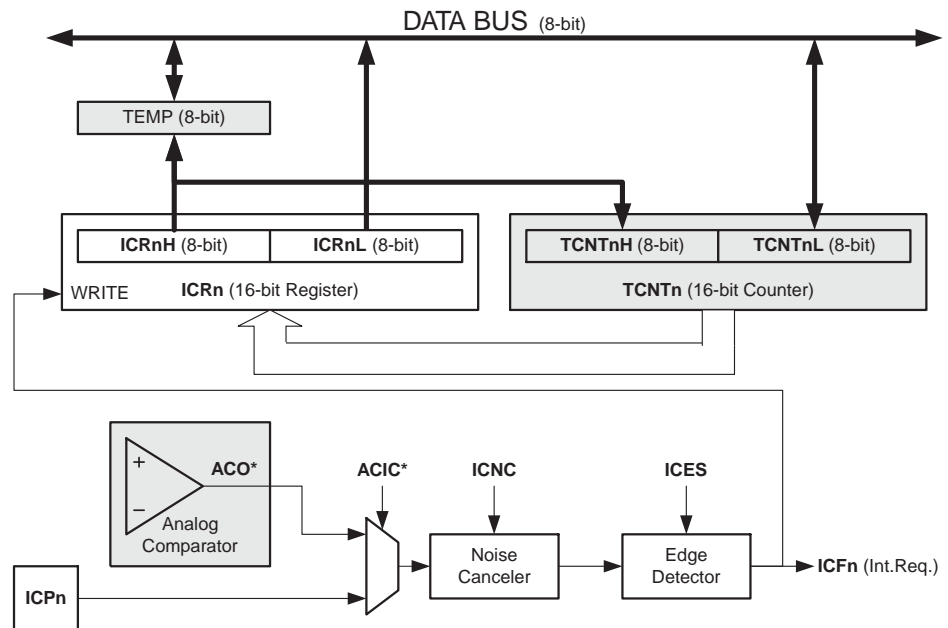 DATA BUS (8-bit)
TEMP (8-bit)
ICRnH (8-bit) ICRnL (8-bit) TCNTnH (8-bit) TCNTnL (8-bit)
WRITE ICRn (16-bit Register) TCNTn (16-bit Counter)
+ ACO* ACIC* ICNC ICES
−
Analog
Comparator
Noise
Canceler
Edge
Detector
ICFn (Int.Req.)
ICPn